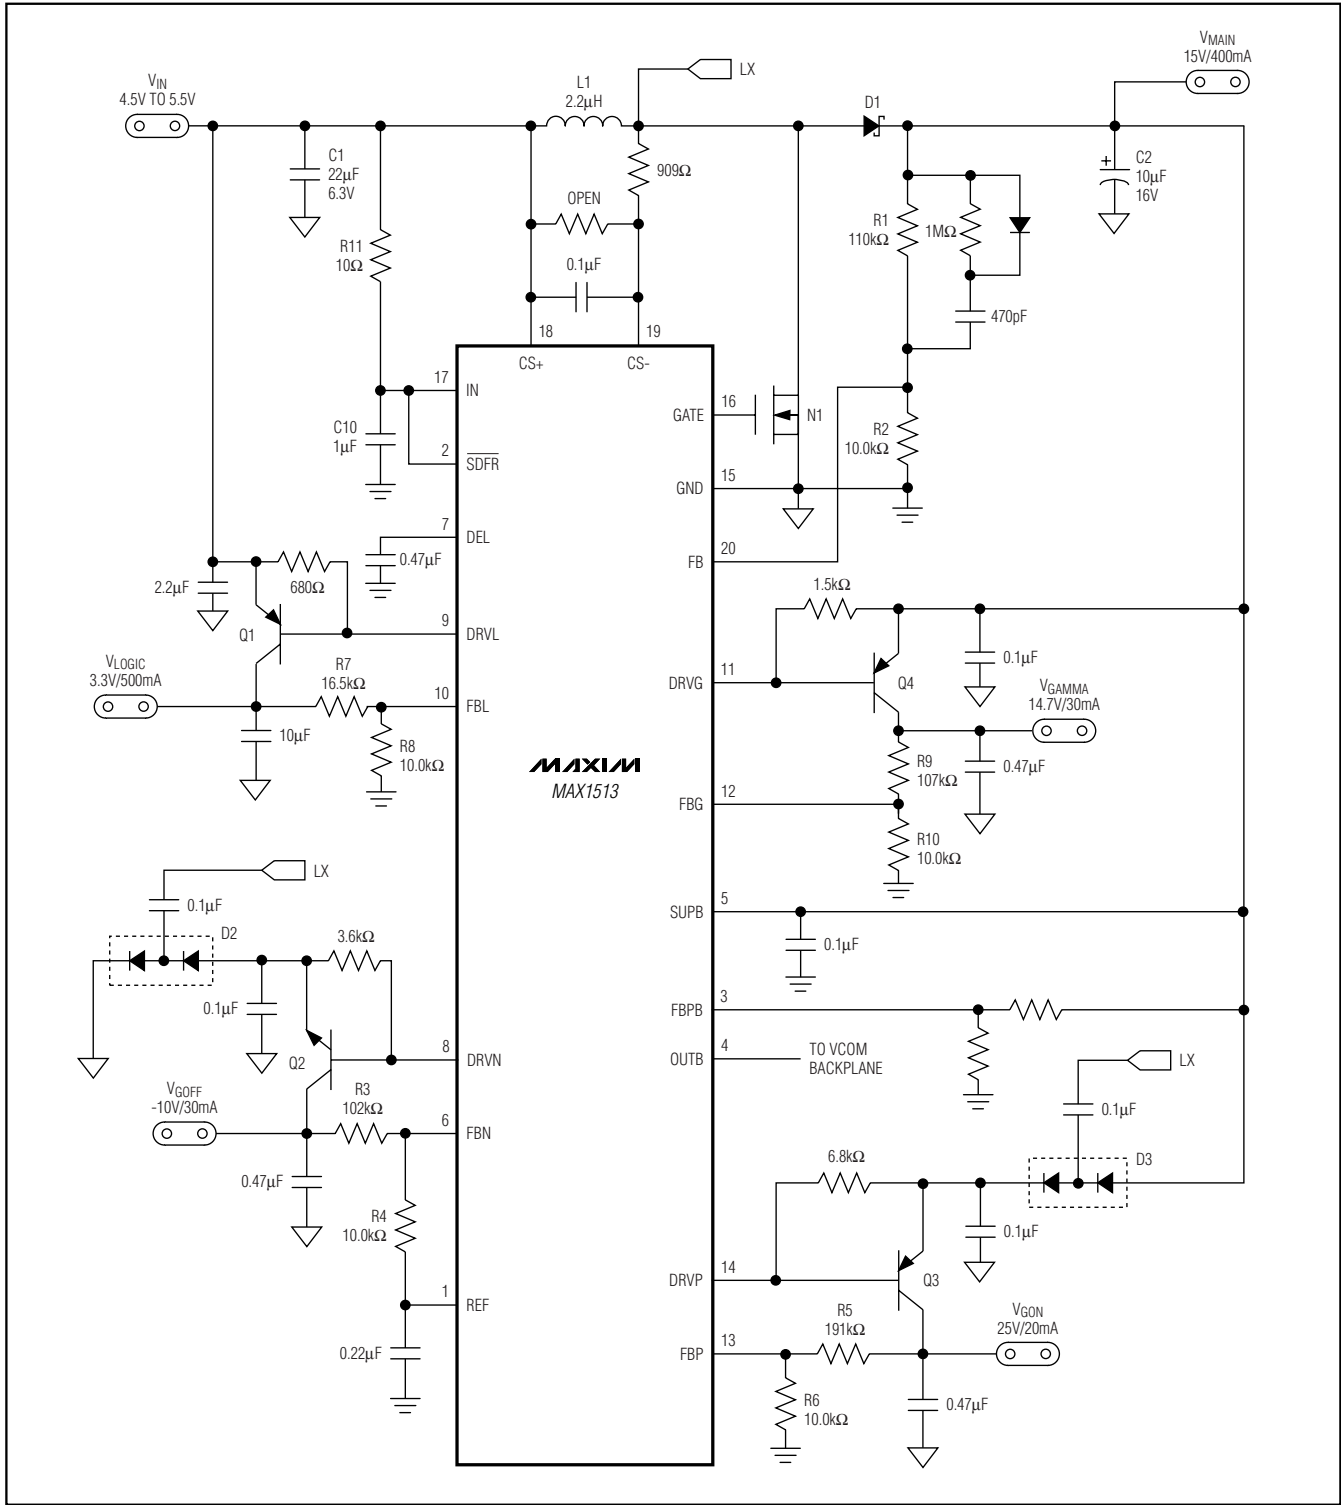 VIN
4.5V TO 5.5V
L1
2.2µH
LX
VMAIN
15V/400mA
D1
C1
22µF
6.3V
909Ω
OPEN
0.1µF
R11
10Ω
R1
110kΩ
1MΩ
470pF
C2
+
10µF
16V
18
19
CS+
CS-
17
IN
C10
1µF
2
SDFR
7
DEL
0.47µF
16
GATE
N1
R2
10.0kΩ
15
GND
20
FB
2.2µF
680Ω
Q1
9
DRVL
VLOGIC
3.3V/500mA
R7
16.5kΩ
10
FBL
10µF
R8
10.0kΩ
MAXIM
MAX1513
1.5kΩ
11
DRVG
Q4
0.1µF
VGAMMA
14.7V/30mA
R9
107kΩ
0.47µF
12
FBG
R10
10.0kΩ
5
SUPB
0.1µF
3
FBPB
4
OUTB
TO VCOM
BACKPLANE
LX
0.1µF
D2
3.6kΩ
0.1µF
Q2
8
DRVN
VGOFF
-10V/30mA
R3
102kΩ
6
FBN
0.47µF
R4
10.0kΩ
1
REF
0.22µF
LX
0.1µF
D3
6.8kΩ
0.1µF
14
DRVP
Q3
VGON
25V/20mA
R5
191kΩ
13
FBP
R6
10.0kΩ
0.47µF